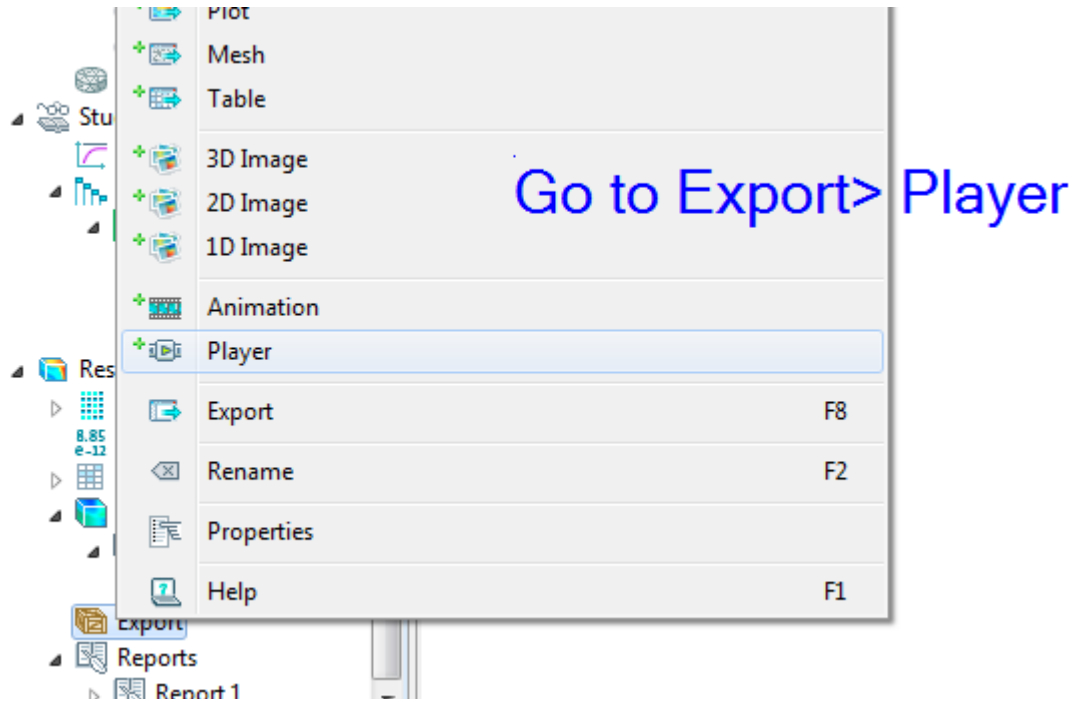 Plot
Mesh
Table
Stu
3D Image
Go to Export> Player
2D Image
1D Image
Animation
Player
Res
Export F8
8.85
e-12
Rename F2
Properties
Help F1
Export
Reports
Report 1